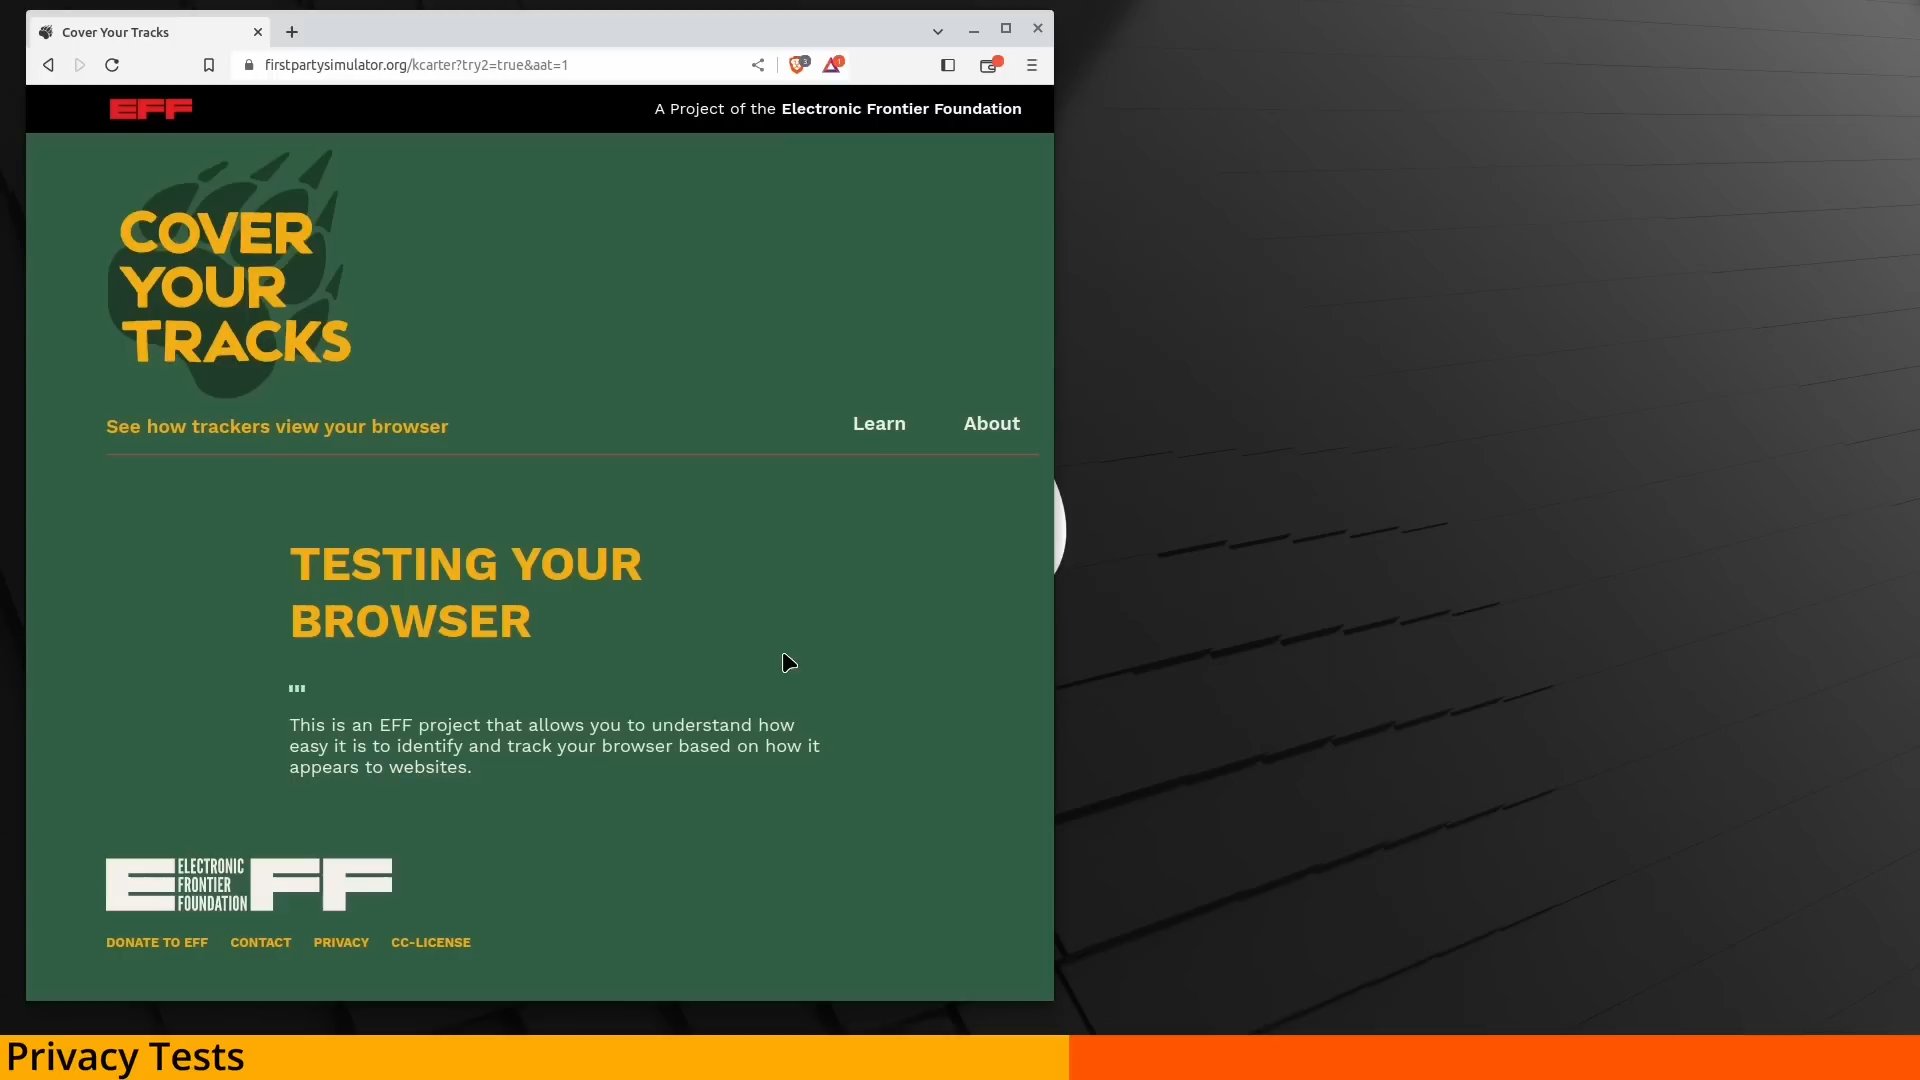 Cover Your Tracks
firstpartysimulator.org/kcarter?try2=true&aat=1
3
1
EFF
A Project of the Electronic Frontier Foundation
COVER
YOUR
TRACKS
See how trackers view your browser
Learn
About
TESTING YOUR
BROWSER
This is an EFF project that allows you to understand how
easy it is to identify and track your browser based on how it
appears to websites.
EFF
ELECTRONIC
FRONTIER
FOUNDATION
DONATE TO EFF
CONTACT
PRIVACY
CC-LICENSE
Privacy Tests